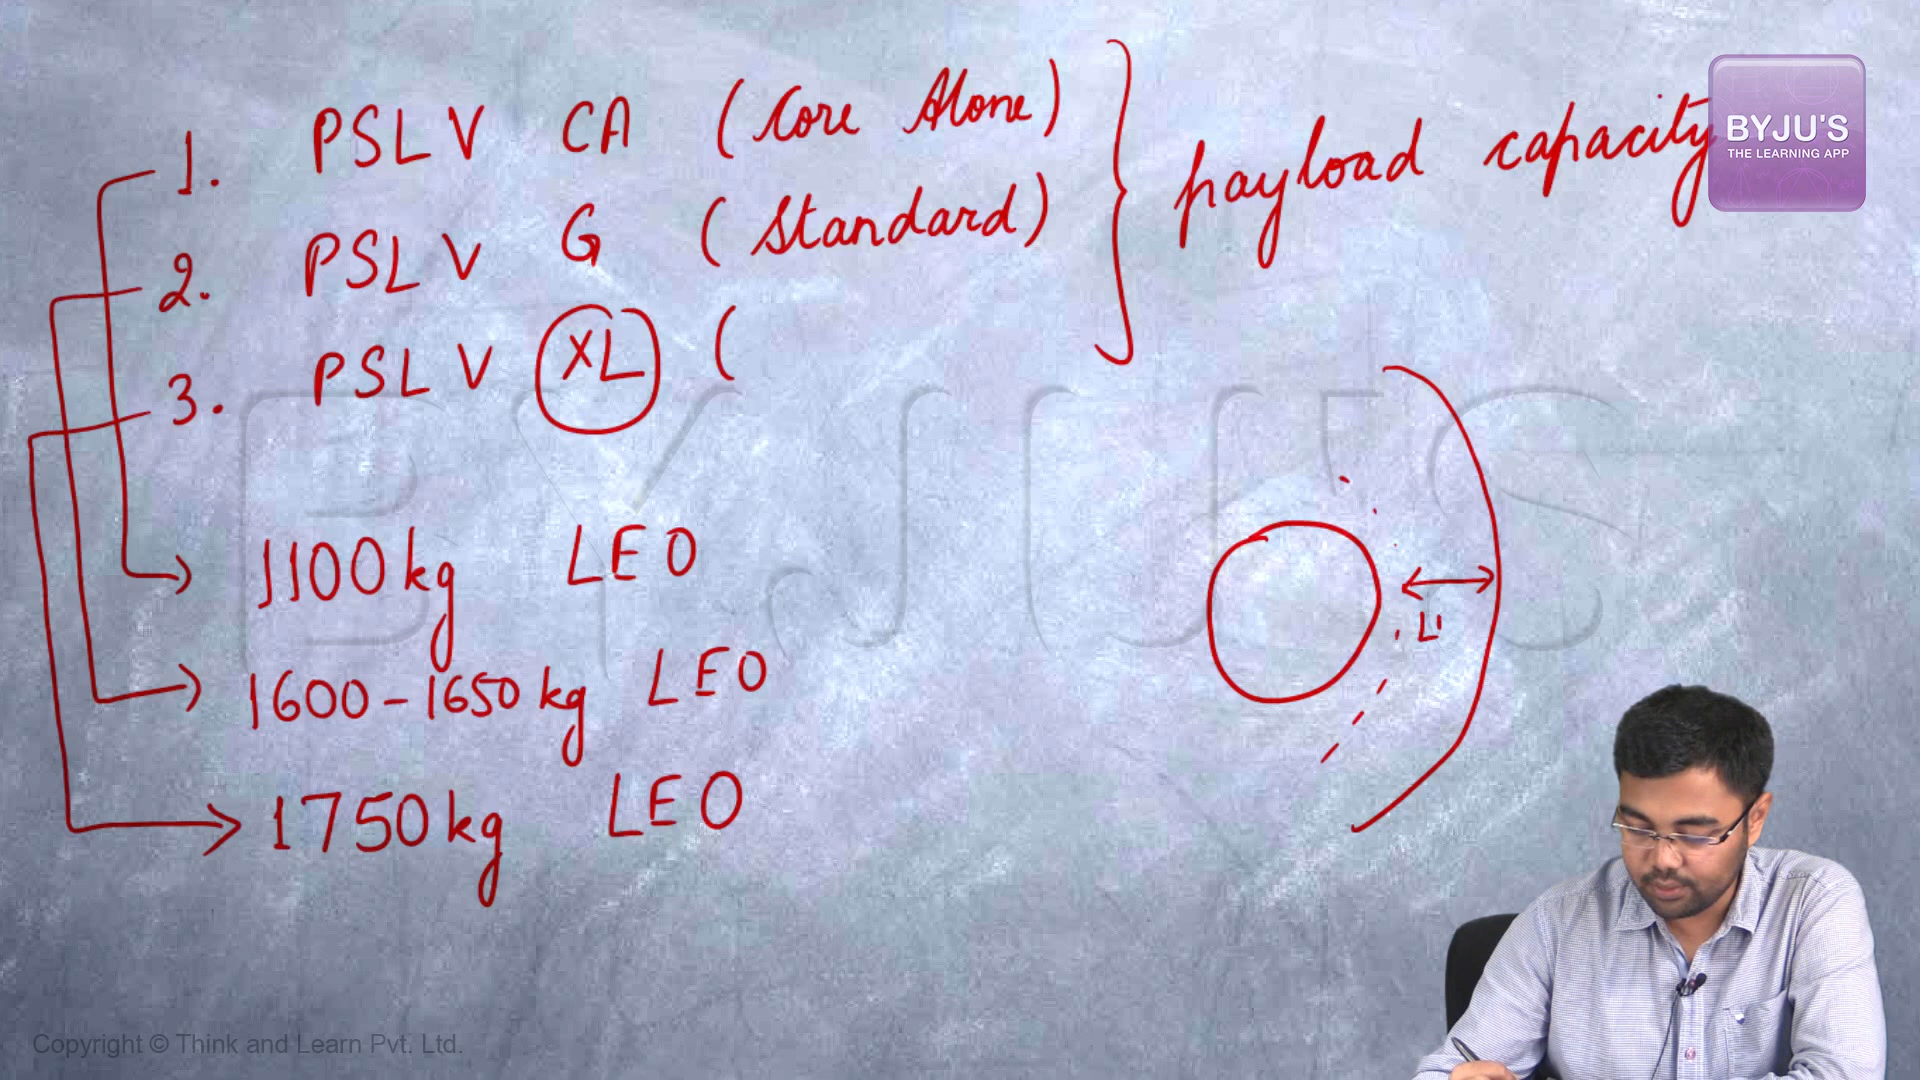 1. PSLV CA (Core Alone)
2. PSLV G (Standard)
3. PSLV XL (
payload capacity
BYJU'S
THE LEARNING APP
1100 kg LEO
1600-1650 kg LEO
1750 kg LEO
BYJU'S
Copyright © Think and Learn Pvt. Ltd.